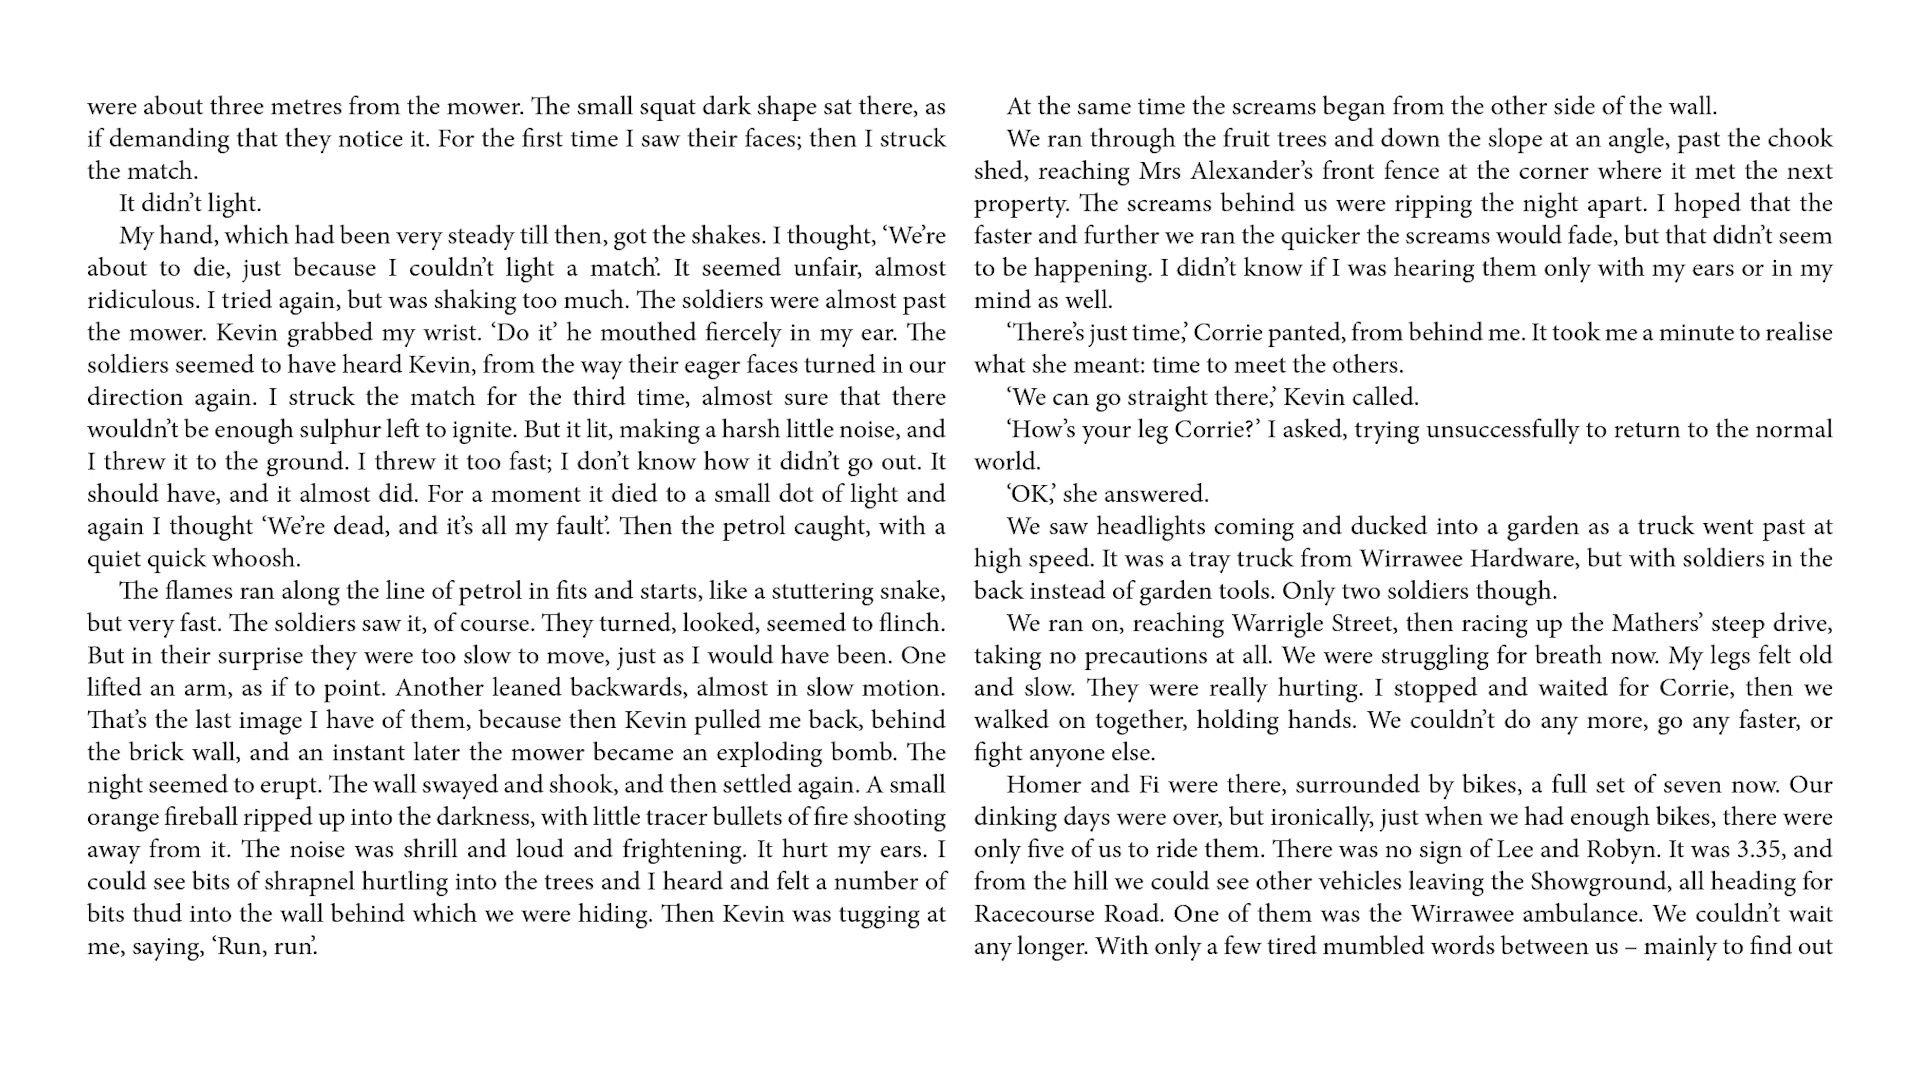 were about three metres from the mower. The small squat dark shape sat there, as
if demanding that they notice it. For the first time I saw their faces; then I struck
the match.
It didn’t light.
My hand, which had been very steady till then, got the shakes. I thought, ‘We’re
about to die, just because I couldn’t light a match’. It seemed unfair, almost
ridiculous. I tried again, but was shaking too much. The soldiers were almost past
the mower. Kevin grabbed my wrist. ‘Do it’ he mouthed fiercely in my ear. The
soldiers seemed to have heard Kevin, from the way their eager faces turned in our
direction again. I struck the match for the third time, almost sure that there
wouldn’t be enough sulphur left to ignite. But it lit, making a harsh little noise, and
I threw it to the ground. I threw it too fast; I don’t know how it didn’t go out. It
should have, and it almost did. For a moment it died to a small dot of light and
again I thought ‘We’re dead, and it’s all my fault’. Then the petrol caught, with a
quiet quick whoosh.
The flames ran along the line of petrol in fits and starts, like a stuttering snake,
but very fast. The soldiers saw it, of course. They turned, looked, seemed to flinch.
But in their surprise they were too slow to move, just as I would have been. One
lifted an arm, as if to point. Another leaned backwards, almost in slow motion.
That’s the last image I have of them, because then Kevin pulled me back, behind
the brick wall, and an instant later the mower became an exploding bomb. The
night seemed to erupt. The wall swayed and shook, and then settled again. A small
orange fireball ripped up into the darkness, with little tracer bullets of fire shooting
away from it. The noise was shrill and loud and frightening. It hurt my ears. I
could see bits of shrapnel hurtling into the trees and I heard and felt a number of
bits thud into the wall behind which we were hiding. Then Kevin was tugging at
me, saying, ‘Run, run’.
At the same time the screams began from the other side of the wall.
We ran through the fruit trees and down the slope at an angle, past the chook
shed, reaching Mrs Alexander’s front fence at the corner where it met the next
property. The screams behind us were ripping the night apart. I hoped that the
faster and further we ran the quicker the screams would fade, but that didn’t seem
to be happening. I didn’t know if I was hearing them only with my ears or in my
mind as well.
‘There’s just time,’ Corrie panted, from behind me. It took me a minute to realise
what she meant: time to meet the others.
‘We can go straight there,’ Kevin called.
‘How’s your leg Corrie?’ I asked, trying unsuccessfully to return to the normal
world.
‘OK,’ she answered.
We saw headlights coming and ducked into a garden as a truck went past at
high speed. It was a tray truck from Wirrawee Hardware, but with soldiers in the
back instead of garden tools. Only two soldiers though.
We ran on, reaching Warrigle Street, then racing up the Mathers’ steep drive,
taking no precautions at all. We were struggling for breath now. My legs felt old
and slow. They were really hurting. I stopped and waited for Corrie, then we
walked on together, holding hands. We couldn’t do any more, go any faster, or
fight anyone else.
Homer and Fi were there, surrounded by bikes, a full set of seven now. Our
dinking days were over, but ironically, just when we had enough bikes, there were
only five of us to ride them. There was no sign of Lee and Robyn. It was 3.35, and
from the hill we could see other vehicles leaving the Showground, all heading for
Racecourse Road. One of them was the Wirrawee ambulance. We couldn’t wait
any longer. With only a few tired mumbled words between us – mainly to find out